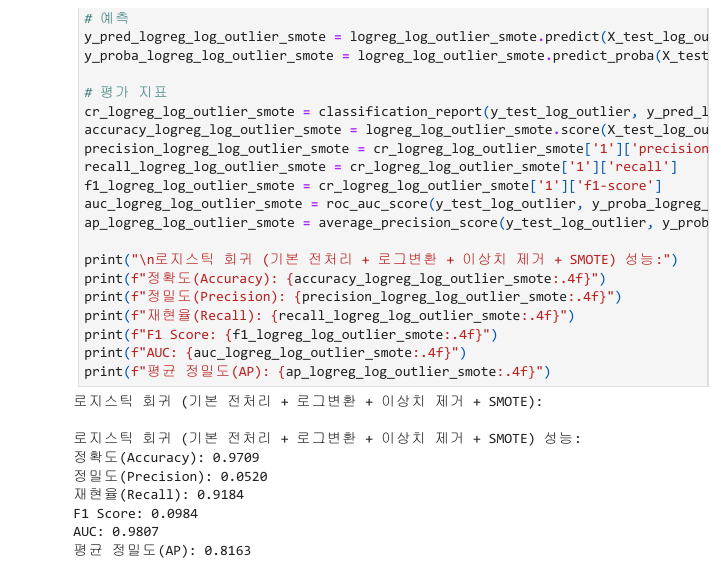 # 예측
y_pred_logreg_log_outlier_smote = logreg_log_outlier_smote.predict(X_test_log_ou
y_proba_logreg_log_outlier_smote = logreg_log_outlier_smote.predict_proba(X_test
# 평가 지표
cr_logreg_log_outlier_smote = classification_report(y_test_log_outlier, y_pred_l
accuracy_logreg_log_outlier_smote = logreg_log_outlier_smote.score(X_test_log_ou
precision_logreg_log_outlier_smote = cr_logreg_log_outlier_smote['1']['precision
recall_logreg_log_outlier_smote = cr_logreg_log_outlier_smote['1']['recall']
f1_logreg_log_outlier_smote = cr_logreg_log_outlier_smote['1']['f1-score']
auc_logreg_log_outlier_smote = roc_auc_score(y_test_log_outlier, y_proba_logreg_
ap_logreg_log_outlier_smote = average_precision_score(y_test_log_outlier, y_prob
print("\n로지스틱 회귀 (기본 전처리 + 로그변환 + 이상치 제거 + SMOTE) 성능:")
print(f"정확도(Accuracy): {accuracy_logreg_log_outlier_smote:.4f}")
print(f"정밀도(Precision): {precision_logreg_log_outlier_smote:.4f}")
print(f"재현율(Recall): {recall_logreg_log_outlier_smote:.4f}")
print(f"F1 Score: {f1_logreg_log_outlier_smote:.4f}")
print(f"AUC: {auc_logreg_log_outlier_smote:.4f}")
print(f"평균 정밀도(AP): {ap_logreg_log_outlier_smote:.4f}")
로지스틱 회귀 (기본 전처리 + 로그변환 + 이상치 제거 + SMOTE):
로지스틱 회귀 (기본 전처리 + 로그변환 + 이상치 제거 + SMOTE) 성능:
정확도(Accuracy): 0.9709
정밀도(Precision): 0.0520
재현율(Recall): 0.9184
F1 Score: 0.0984
AUC: 0.9807
평균 정밀도(AP): 0.8163